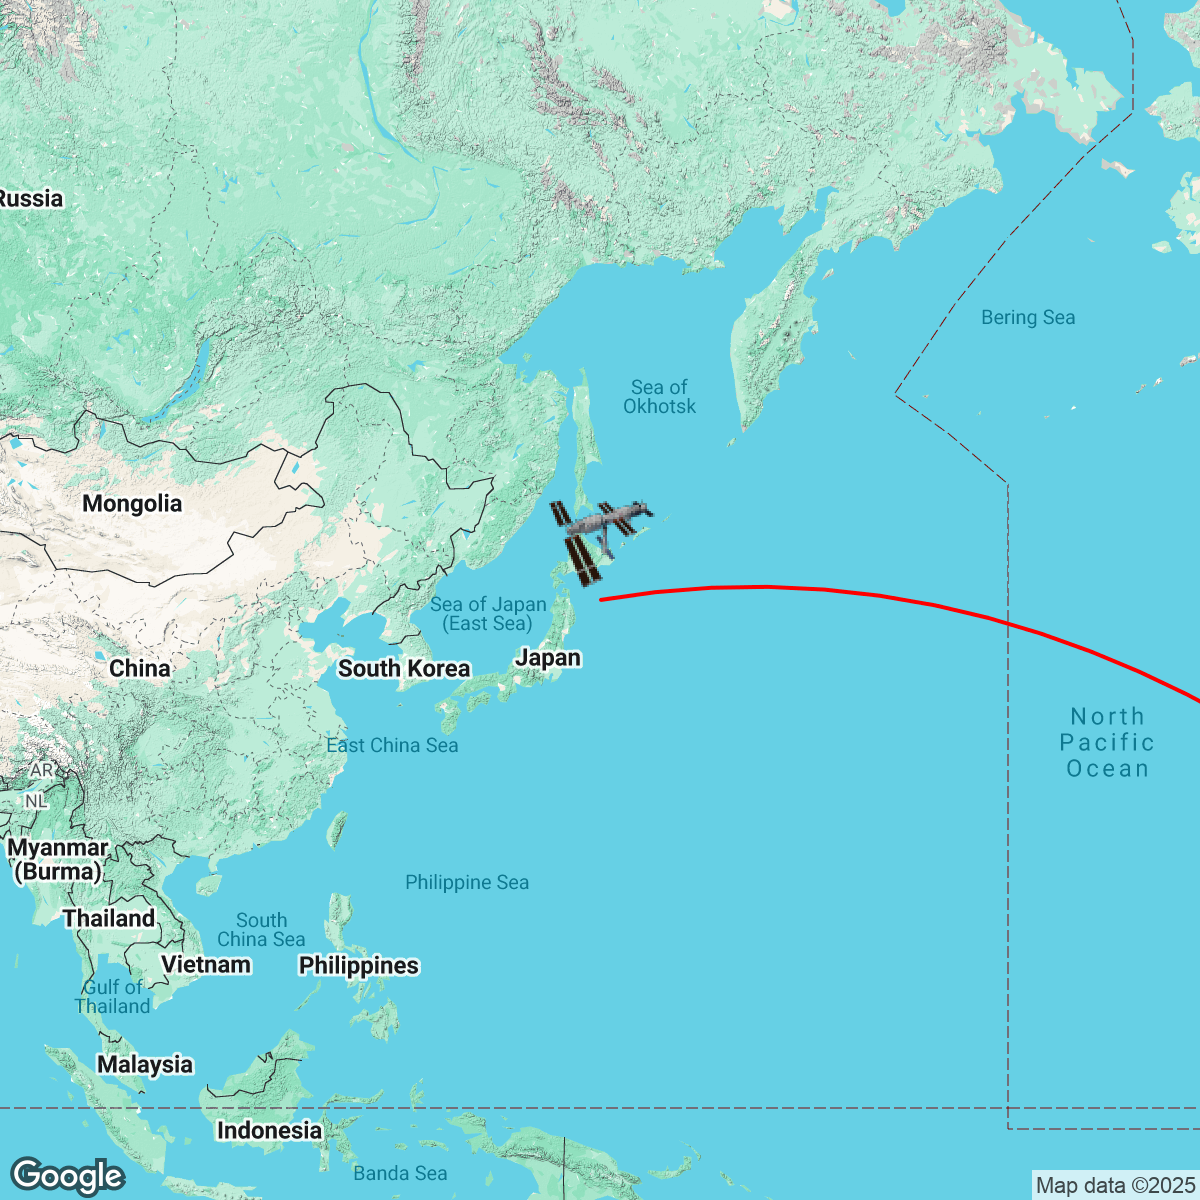 Russia
Bering Sea
Sea of
Okhotsk
Mongolia
Sea of Japan
(East Sea)
Japan
China
South Korea
North
Pacific
Ocean
East China Sea
AR
NL
Myanmar
(Burma)
Philippine Sea
Thailand
South
China Sea
Vietnam
Philippines
Gulf of
Thailand
Malaysia
Indonesia
Banda Sea
Google
Map data ©2025